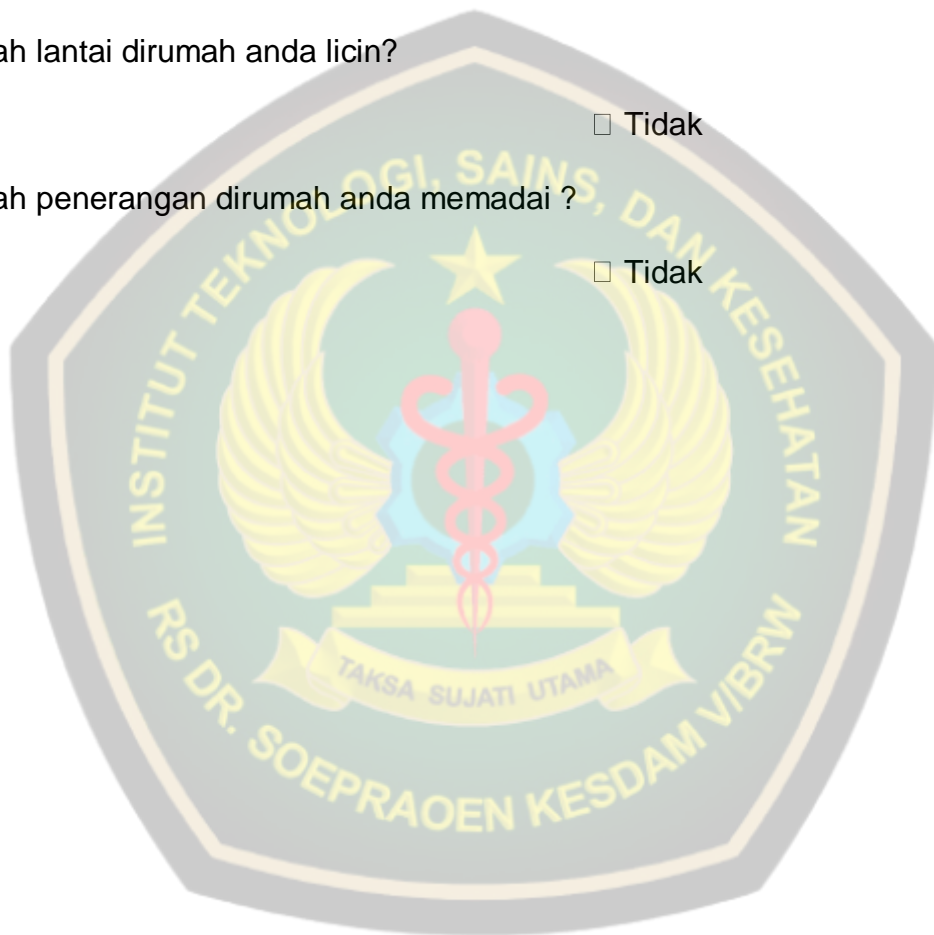 ah lantai dirumah anda licin?
□ Tidak
ah penerangan dirumah anda memadai ?
□ Tidak
INSTITUT TEKNOLOGI, SAINS, DAN KESEHATAN
TAKSA SUJATI UTAMA
RS DR. SOEPRAOEN KESDAM V/BRW